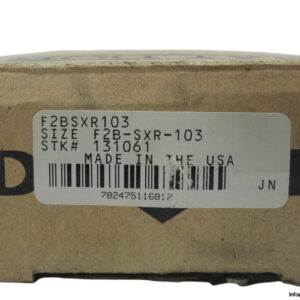 F2BSXR103
SIZE F2B-SXR-103
STK# 131061
MADE IN THE USA
JN
782475116812
D